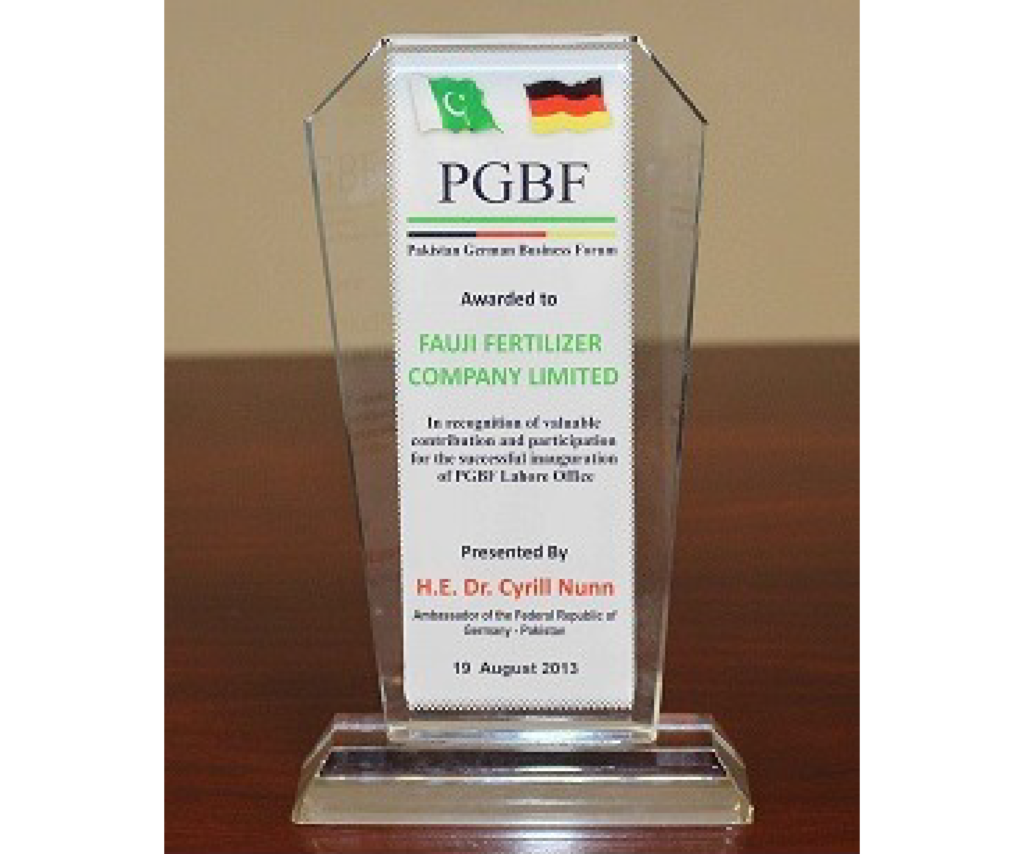 PGBF
Pakistan German Business Forum
Awarded to
FAUJI FERTILIZER
COMPANY LIMITED
In recognition of valuable
contribution and participation
for the successful inauguration
of PGBF Lahore Office
Presented By
H.E. Dr. Cyrill Nunn
Ambassador of the Federal Republic of
Germany - Pakistan
19 August 2013